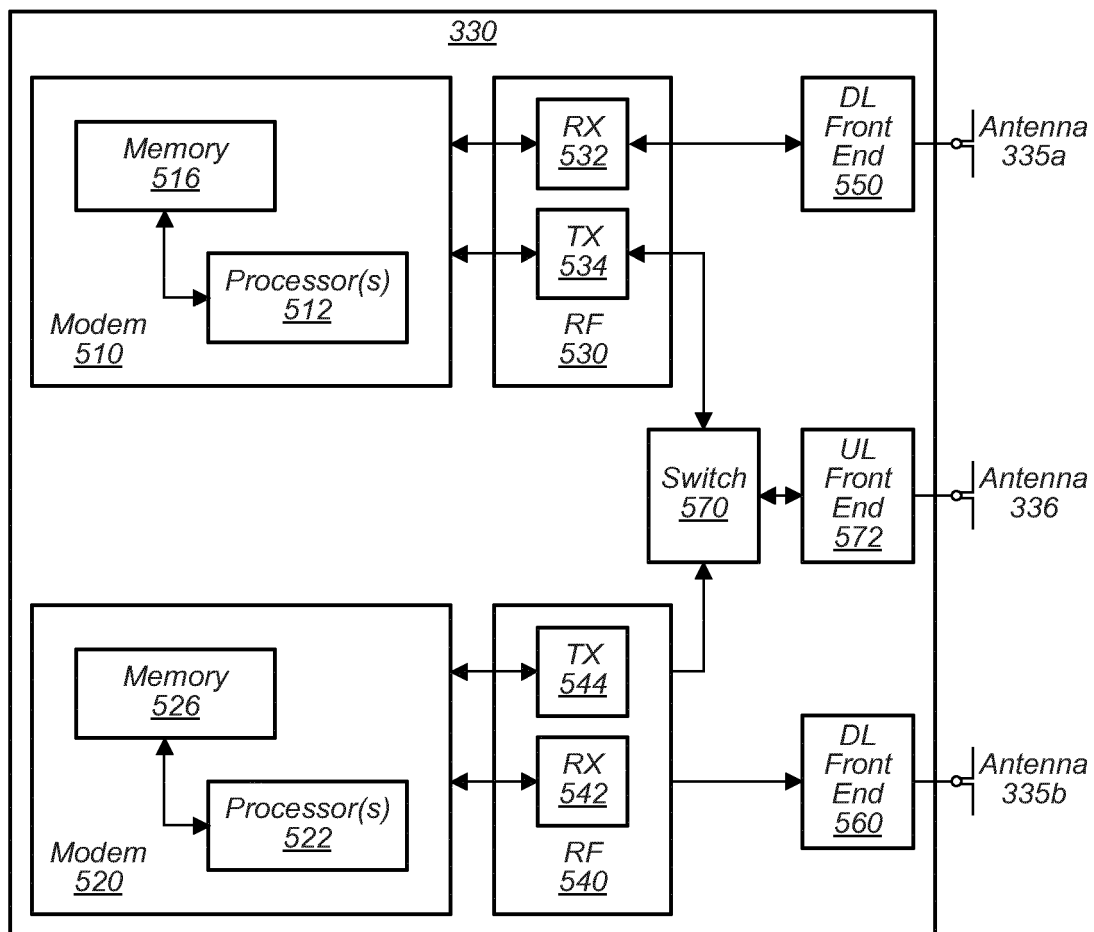 330
Memory
516
Processor(s)
512
Modem
510
RX
532
TX
534
RF
530
DL
Front
End
550
Antenna
335a
Switch
570
UL
Front
End
572
Antenna
336
Memory
526
Processor(s)
522
Modem
520
TX
544
RX
542
RF
540
DL
Front
End
560
Antenna
335b